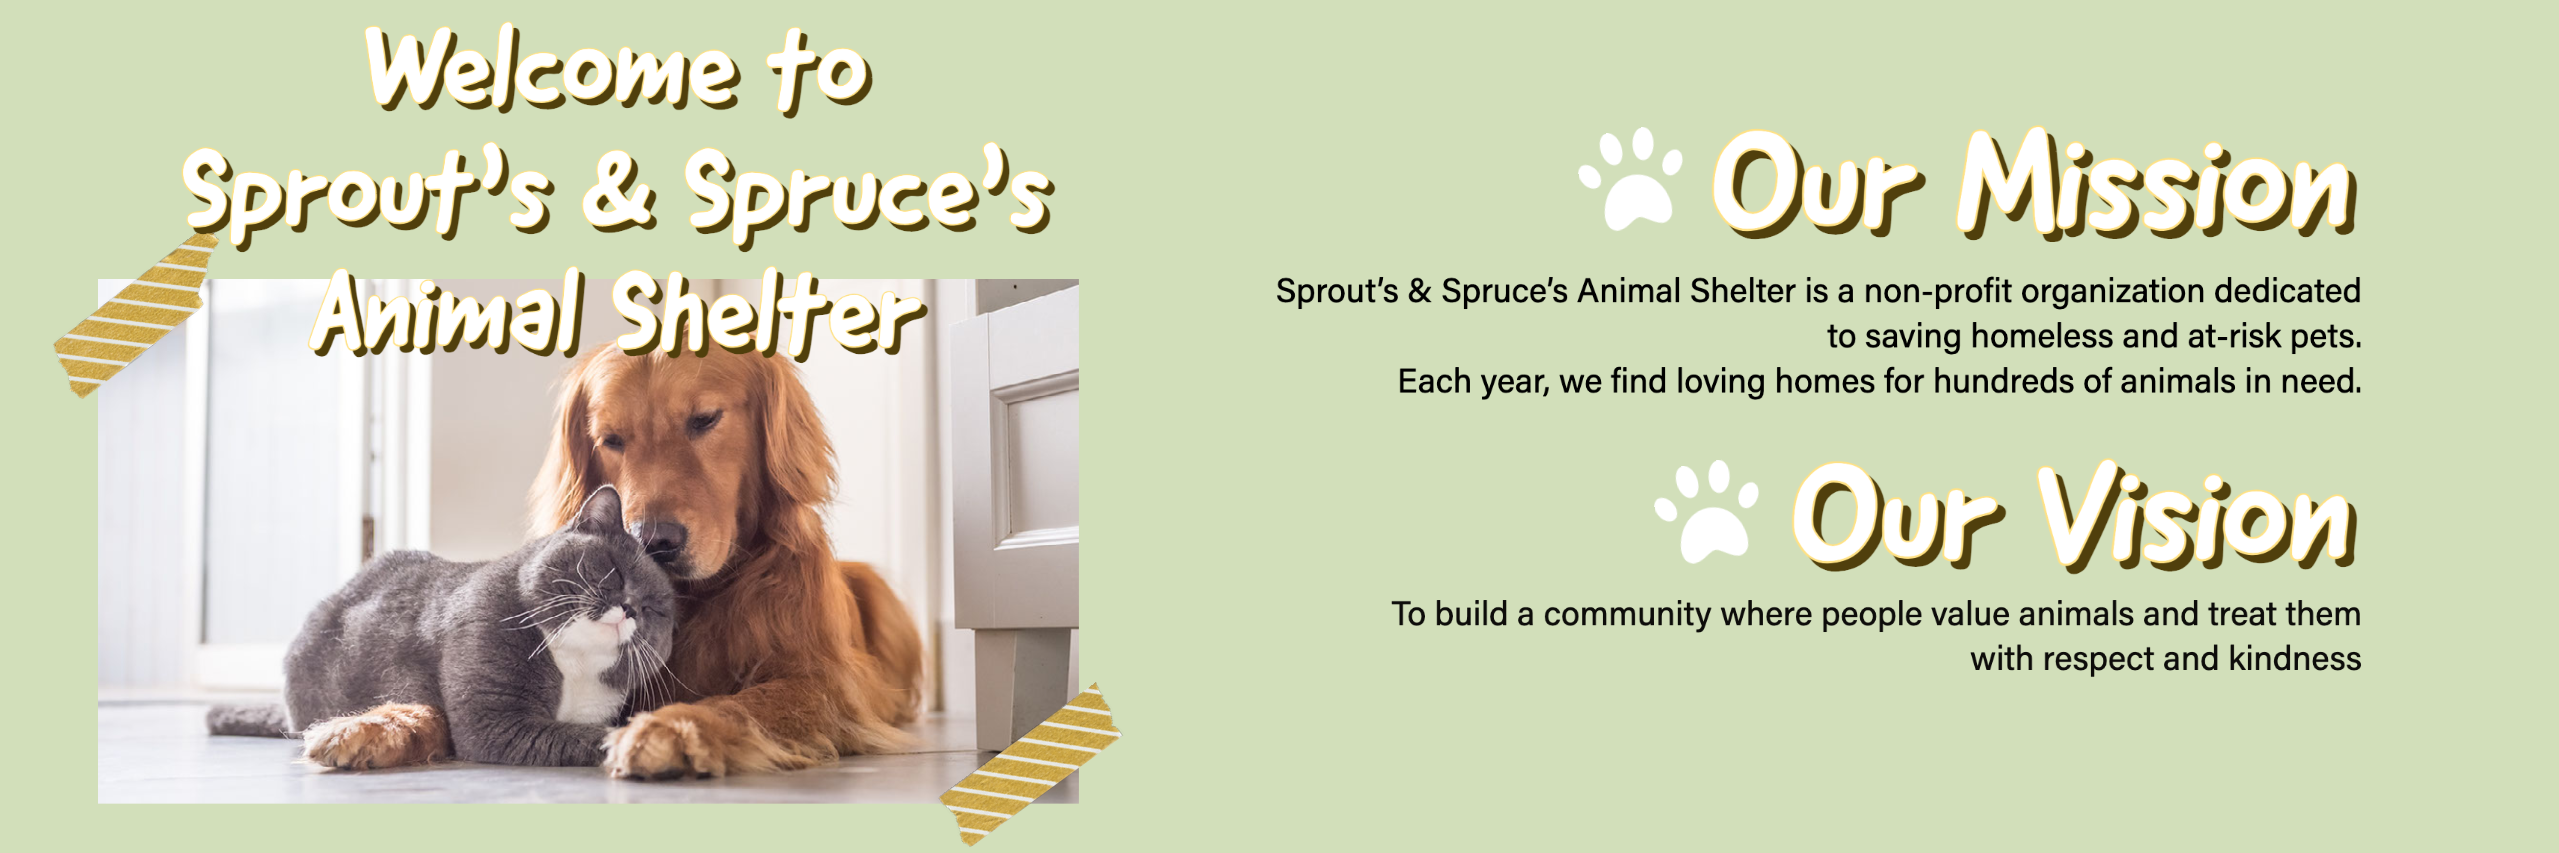 Welcome to
Sprout's & Spruce's
Animal Shelter
Our Mission
Sprout's & Spruce's Animal Shelter is a non-profit organization dedicated
to saving homeless and at-risk pets.
Each year, we find loving homes for hundreds of animals in need.
Our Vision
To build a community where people value animals and treat them
with respect and kindness